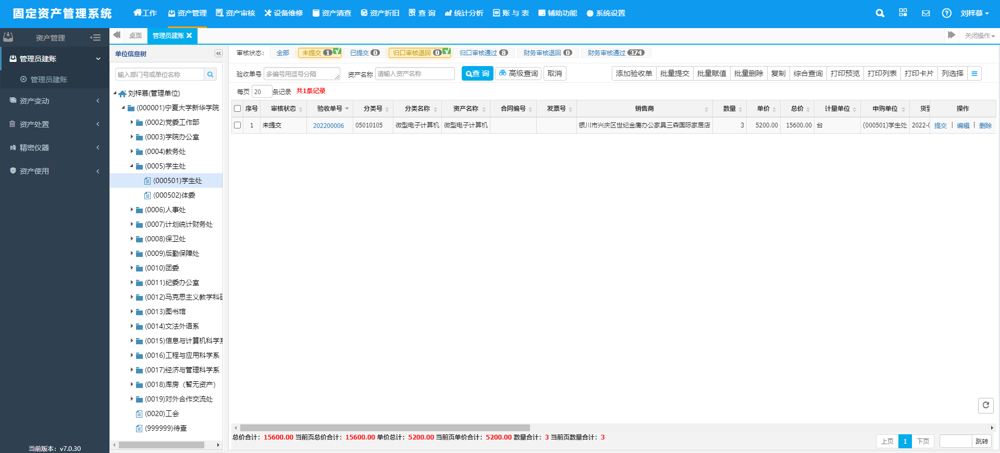 固定资产管理系统
工作 资产管理 资产审核 设备维修 资产清查 资产折旧 查 询 统计分析 账 与 表 辅助功能 系统设置
刘梓慕
资产管理
管理员建账
管理员建账
资产变动
资产处置
精密仪器
资产使用
当前版本：v7.0.30
桌面 管理员建账
关闭操作
单位信息树
输入部门号或单位名称
刘梓慕(管理单位)
(000001)宁夏大学新华学院
(0002)党委工作部
(0003)学院办公室
(0004)教务处
(0005)学生处
(000501)学生处
(000502)体委
(0006)人事处
(0007)计划统计财务处
(0008)保卫处
(0009)后勤保障处
(0010)团委
(0011)纪委办公室
(0012)马克思主义教学科
(0013)图书馆
(0014)文法外语系
(0015)信息与计算机科学
(0016)工程与应用科学系
(0017)经济与管理科学系
(0018)库房（暂无资产）
(0019)对外合作交流处
(0020)工会
(999999)待查
审核状态： 全部 未提交 1 已提交 0 归口审核退回 0 归口审核通过 8 财务审核退回 0 财务审核通过 374
验收单号 多编号用逗号分隔 资产名称 请输入资产名称 查 询 高级查询 取消
添加验收单 批量提交 批量赋值 批量删除 复制 综合查询 打印预览 打印列表 打印卡片 列选择
每页 20 条记录 共1条记录
序号 审核状态 验收单号 分类号 分类名称 资产名称 合同编号 发票号 销售商 数量 单价 总价 计量单位 申购单位 货 操作
1 未提交 202200006 05010105 微型电子计算机 微型电子计算机 银川市兴庆区世纪金鹰办公家具三森国际家居店 3 5200.00 15600.00 台 (000501)学生处 2022- 提交 | 编辑 | 删除
总价合计：15600.00 当前页总价合计：15600.00 单价总计：5200.00 当前页单价合计：5200.00 数量合计：3 当前页数量合计：3
上页 1 下页 跳转